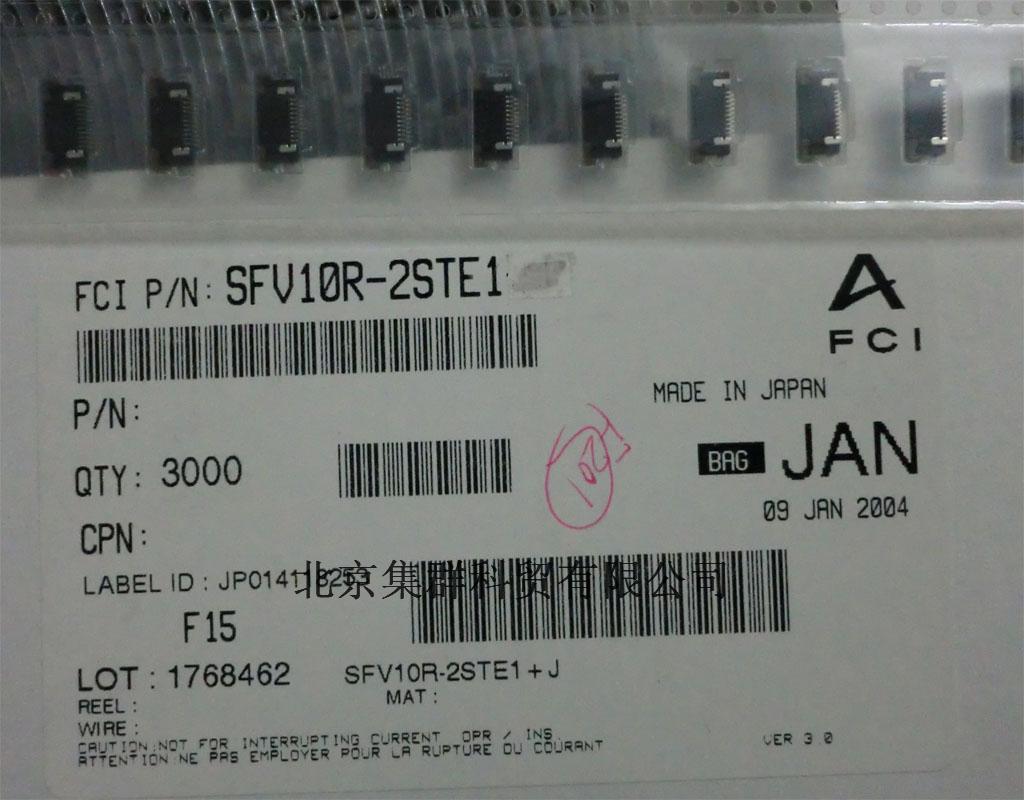 FCI P/N: SFV10R-2STE1
A
FCI
MADE IN JAPAN
P/N:
BAG JAN
QTY: 3000
09 JAN 2004
CPN:
LABEL ID : JP014118253
北京集群科贸有限公司
F15
LOT : 1768462
SFV10R-2STE1+J
MAT :
REEL :
WIRE :
CAUTION:NOT FOR INTERRUPTING CURRENT OPR / INS
ATTENTION:NE PAS EMPLOYER POUR LA RUPTURE DU COURANT
VER 3.0